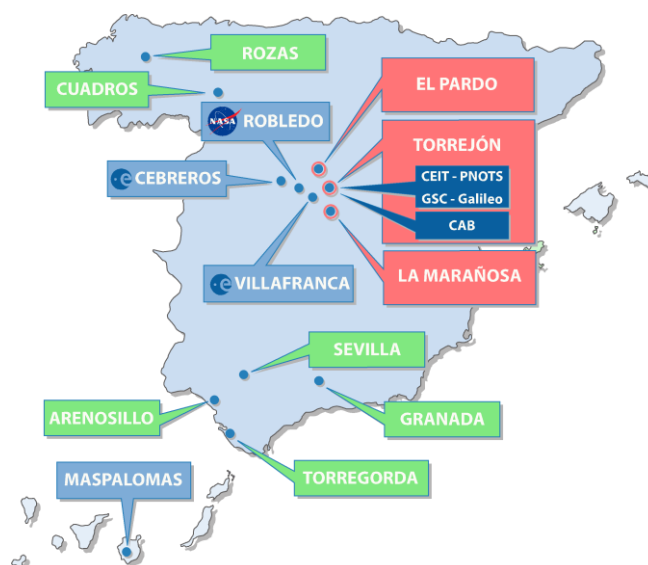 ROZAS
CUADROS
EL PARDO
NASA
ROBLEDO
TORREJÓN
CEIT - PNOTS
GSC - Galileo
CAB
e CEBREROS
e VILLAFRANCA
LA MARAÑOSA
SEVILLA
ARENOSILLO
GRANADA
TORREGORDA
MASPALOMAS